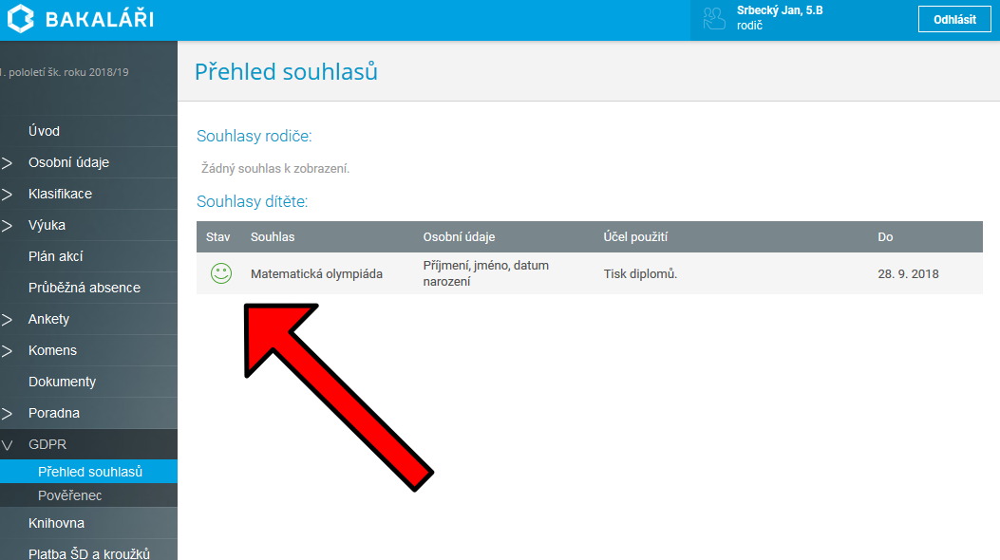 BAKALÁŘI
Srbecký Jan, 5.B
rodič
Odhlásit
1. pololetí šk. roku 2018/19
Přehled souhlasů
Úvod
Osobní údaje
Klasifikace
Výuka
Plán akcí
Průběžná absence
Ankety
Komens
Dokumenty
Poradna
GDPR
Přehled souhlasů
Pověřenec
Knihovna
Platba ŠD a kroužků
Souhlasy rodiče:
Žádný souhlas k zobrazení.
Souhlasy dítěte:
Stav Souhlas Osobní údaje Účel použití Do
Matematická olympiáda Příjmení, jméno, datum narození Tisk diplomů. 28. 9. 2018